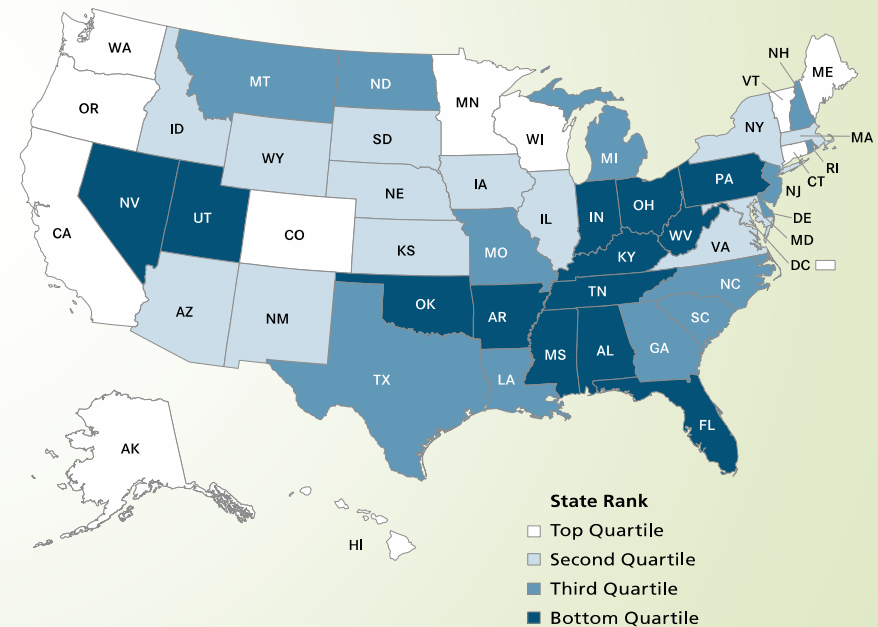 WA
OR
CA
ID
NV
UT
AZ
MT
WY
CO
NM
ND
SD
NE
KS
OK
TX
MN
IA
MO
AR
LA
WI
IL
MI
IN
OH
KY
TN
MS
AL
GA
FL
SC
NC
VA
WV
PA
NY
VT
NH
ME
MA
RI
CT
NJ
DE
MD
DC
AK
HI
State Rank
Top Quartile
Second Quartile
Third Quartile
Bottom Quartile